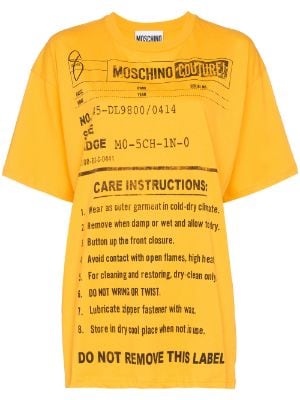 MOSCHINO
MOSCHINO COUTURE!
NO. 45-DL9800/0414
DGE M0-5CH-1N-0
CARE INSTRUCTIONS:
1. Wear as outer garment in cold-dry climate.
2. Remove when damp or wet and allow to dry.
3. Button up the front closure.
4. Avoid contact with open flames, high heat
5. For cleaning and restoring, dry-clean only.
6. DO NOT WRING OR TWIST.
7. Lubricate zipper fastener with wax.
8. Store in dry cool place when not in use.
DO NOT REMOVE THIS LABEL